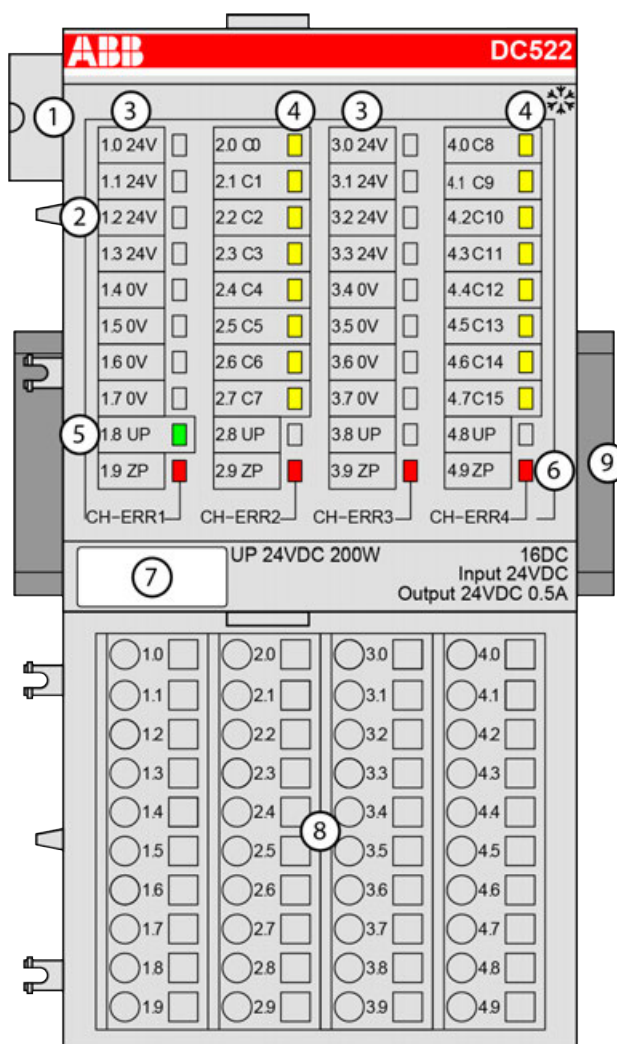 ABB DC522
1 3 4 3 4
1.0 24V 2.0 C0 3.0 24V 4.0 C8
1.1 24V 2.1 C1 3.1 24V 4.1 C9
2 1.2 24V 2.2 C2 3.2 24V 4.2 C10
1.3 24V 2.3 C3 3.3 24V 4.3 C11
1.4 0V 2.4 C4 3.4 0V 4.4 C12
1.5 0V 2.5 C5 3.5 0V 4.5 C13
1.6 0V 2.6 C6 3.6 0V 4.6 C14
1.7 0V 2.7 C7 3.7 0V 4.7 C15
5 1.8 UP 2.8 UP 3.8 UP 4.8 UP
1.9 ZP 2.9 ZP 3.9 ZP 4.9 ZP 6 9
CH-ERR1 CH-ERR2 CH-ERR3 CH-ERR4
7 UP 24VDC 200W 16DC
Input 24VDC
Output 24VDC 0.5A
1.0 2.0 3.0 4.0
1.1 2.1 3.1 4.1
1.2 2.2 3.2 4.2
1.3 2.3 3.3 4.3
1.4 2.4 8 3.4 4.4
1.5 2.5 3.5 4.5
1.6 2.6 3.6 4.6
1.7 2.7 3.7 4.7
1.8 2.8 3.8 4.8
1.9 2.9 3.9 4.9